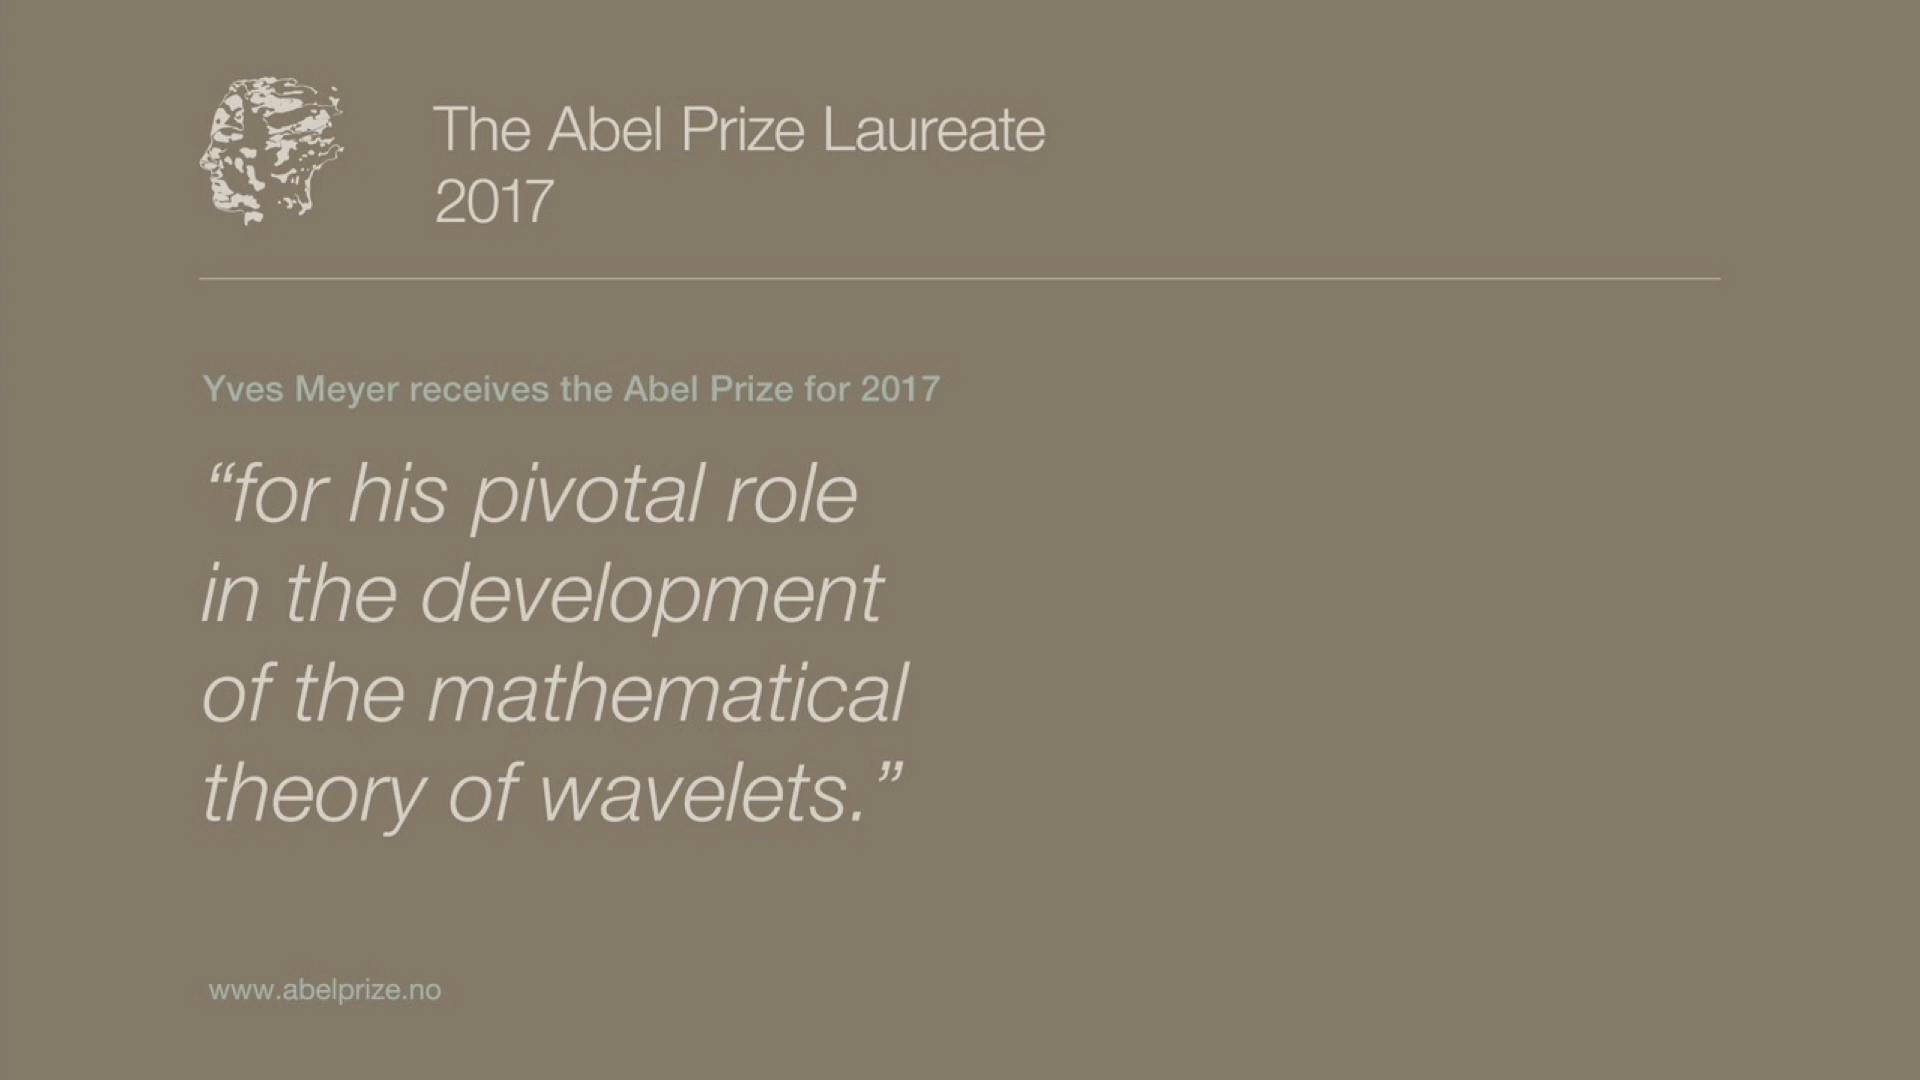 The Abel Prize Laureate
2017
Yves Meyer receives the Abel Prize for 2017
“for his pivotal role
in the development
of the mathematical
theory of wavelets.”
www.abelprize.no